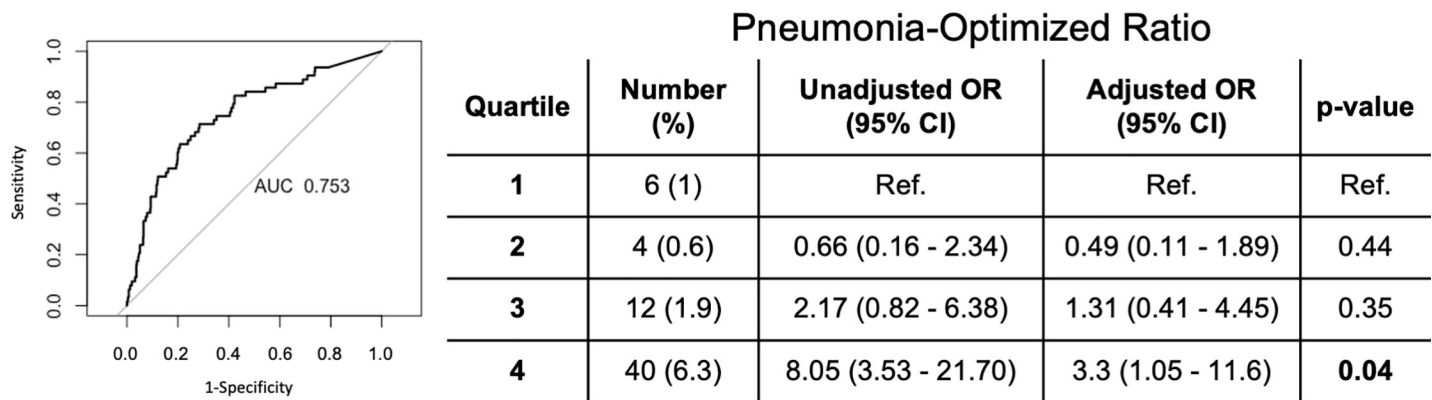 Sensitivity
1.0
0.8
0.6
0.4
0.2
0.0
AUC 0.753
0.0 0.2 0.4 0.6 0.8 1.0
1-Specificity
Pneumonia-Optimized Ratio
Quartile Number (%) Unadjusted OR (95% CI) Adjusted OR (95% CI) p-value
1 6 (1) Ref. Ref. Ref.
2 4 (0.6) 0.66 (0.16 - 2.34) 0.49 (0.11 - 1.89) 0.44
3 12 (1.9) 2.17 (0.82 - 6.38) 1.31 (0.41 - 4.45) 0.35
4 40 (6.3) 8.05 (3.53 - 21.70) 3.3 (1.05 - 11.6) 0.04